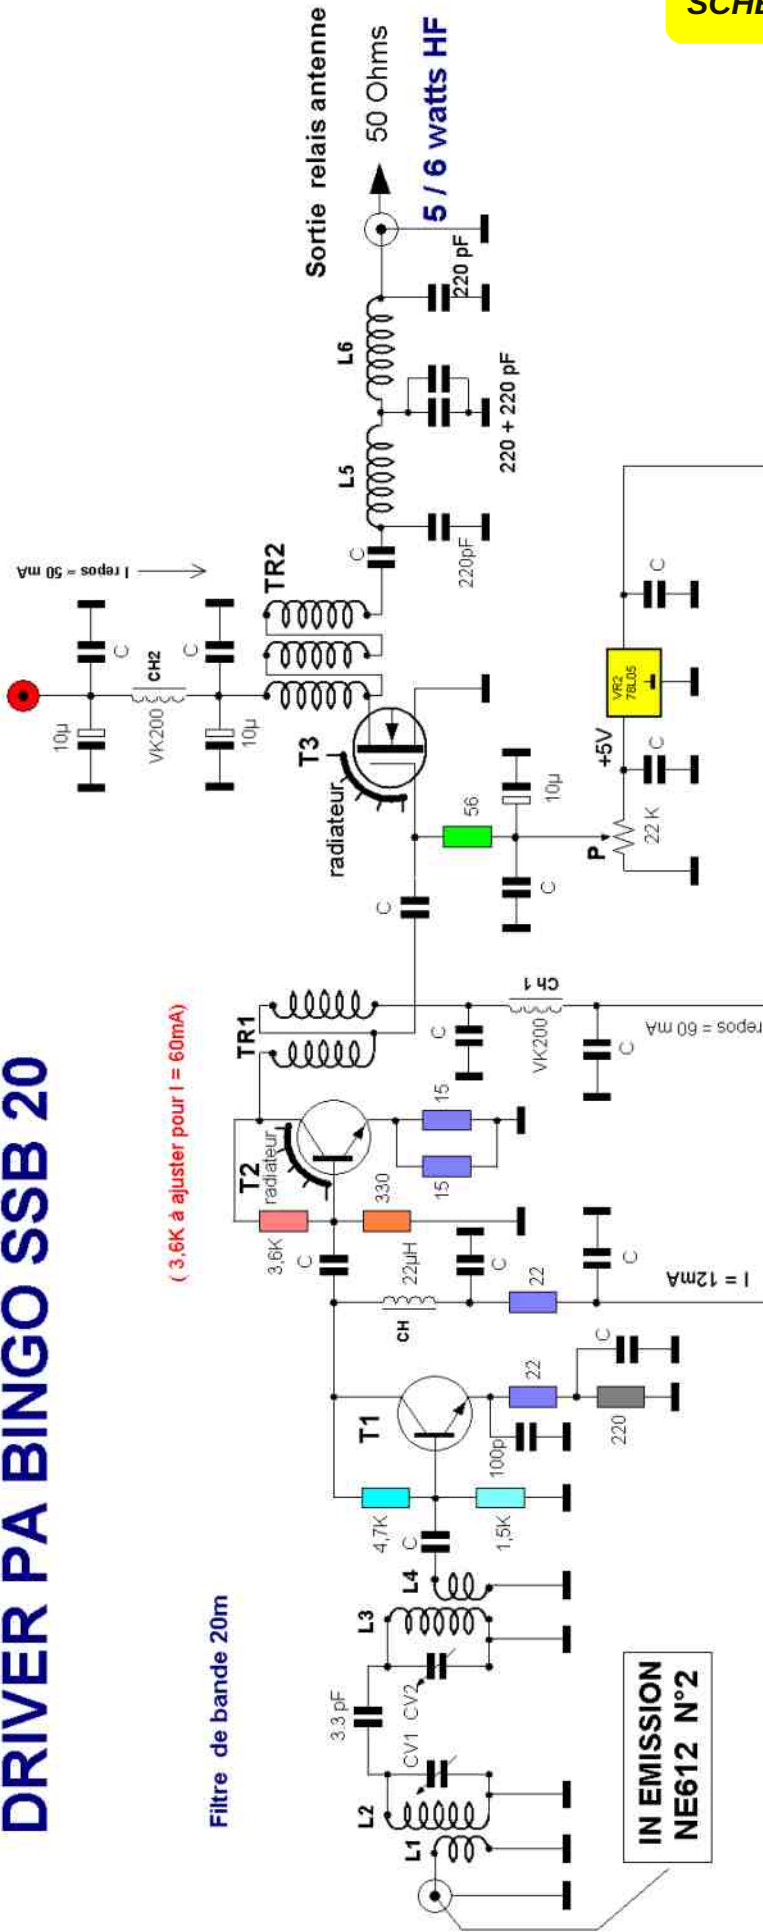 DRIVER PA BINGO SSB 20
SCHE
Filtre de bande 20m
( 3,6K à ajuster pour I = 60mA)
I repos = 50 mA
Sortie relais antenne
50 Ohms
5 / 6 watts HF
10µ
C
CH2
VK200
10µ
C
TR2
T3
radiateur
C
L5
L6
220pF
220 + 220 pF
220 pF
56
10µ
C
P
22 K
+5V
VR2
78L05
C
C
TR1
C
C
Ch 1
VK200
C
repos = 60 mA
T2
radiateur
3,6K
330
15
15
C
22µH
CH
C
22
C
I = 12mA
T1
4,7K
1,5K
100p
22
220
C
C
L4
L3
3.3 pF
CV1
CV2
L2
L1
IN EMISSION
NE612 N°2